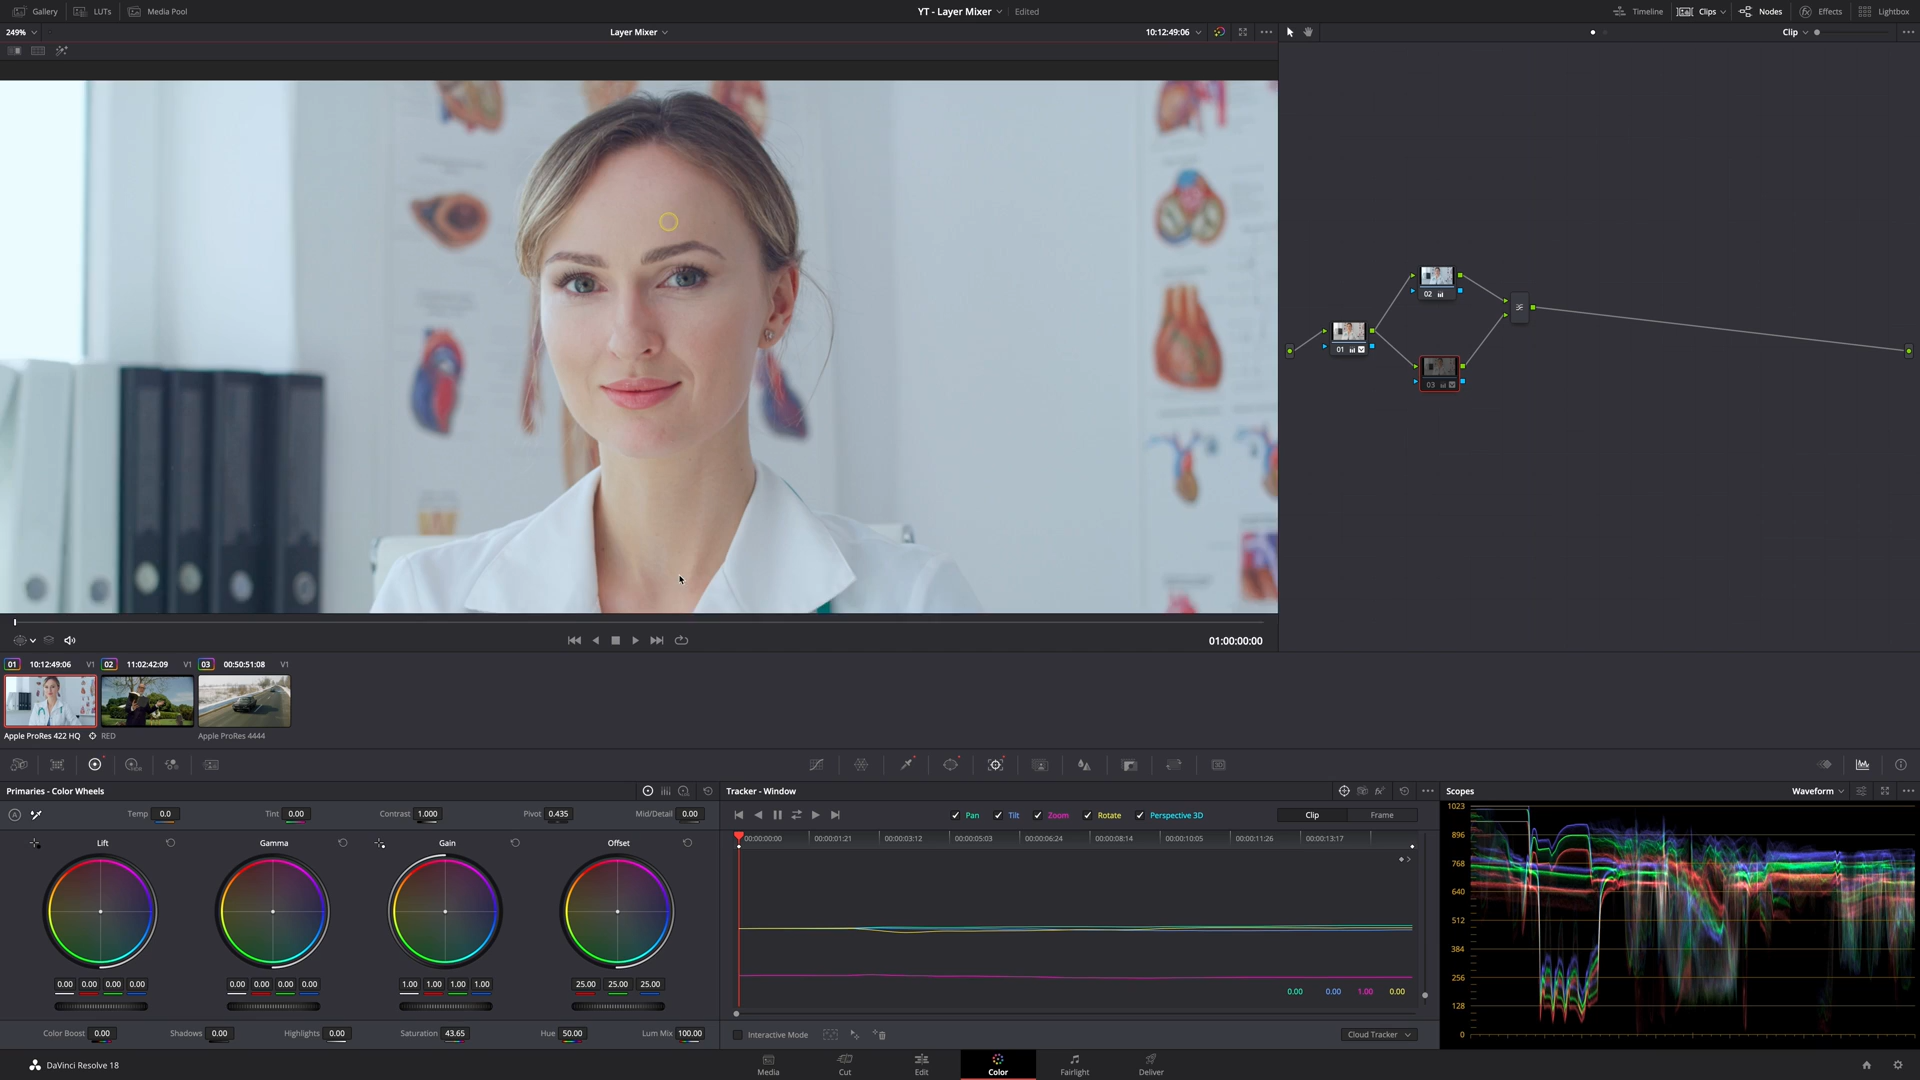 Gallery LUTs Media Pool YT - Layer Mixer Edited Timeline Clips Nodes Effects Lightbox
249% Layer Mixer 10:12:49:06 Clip
02
01
03
01:00:00:00
01 10:12:49:06 V1 02 11:02:42:09 V1 03 00:50:51:08 V1
Apple ProRes 422 HQ RED Apple ProRes 4444
Primaries - Color Wheels Tracker - Window Scopes Waveform
Temp 0.0 Tint 0.00 Contrast 1.000 Pivot 0.435 Mid/Detail 0.00
Pan Tilt Zoom Rotate Perspective 3D Clip Frame
Lift Gamma Gain Offset
00:00:00:00 00:00:01:21 00:00:03:12 00:00:05:03 00:00:06:24 00:00:08:14 00:00:10:05 00:00:11:26 00:00:13:17
0.00 0.00 0.00 0.00 0.00 0.00 0.00 0.00 1.00 1.00 1.00 1.00 25.00 25.00 25.00
0.00 0.00 1.00 0.00
Color Boost 0.00 Shadows 0.00 Highlights 0.00 Saturation 43.65 Hue 50.00 Lum Mix 100.00
Interactive Mode Cloud Tracker
1023
896
768
640
512
384
256
128
0
DaVinci Resolve 18 Media Cut Edit Color Fairlight Deliver